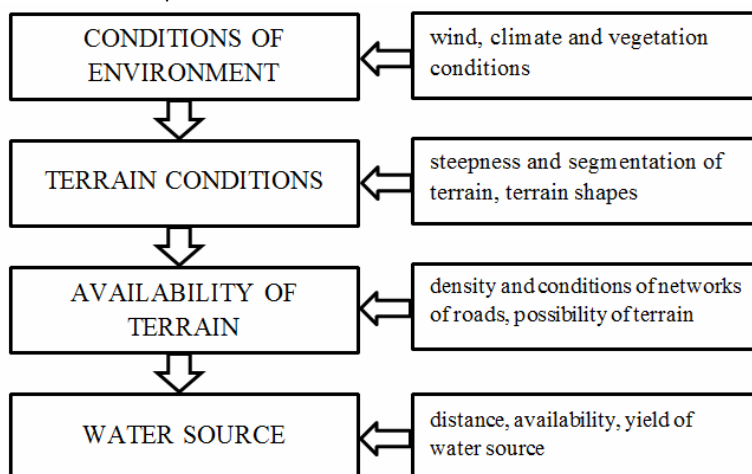 CONDITIONS OF
ENVIRONMENT
wind, climate and vegetation
conditions
TERRAIN CONDITIONS
steepness and segmentation of
terrain, terrain shapes
AVAILABILITY OF
TERRAIN
density and conditions of networks
of roads, possibility of terrain
WATER SOURCE
distance, availability, yield of
water source